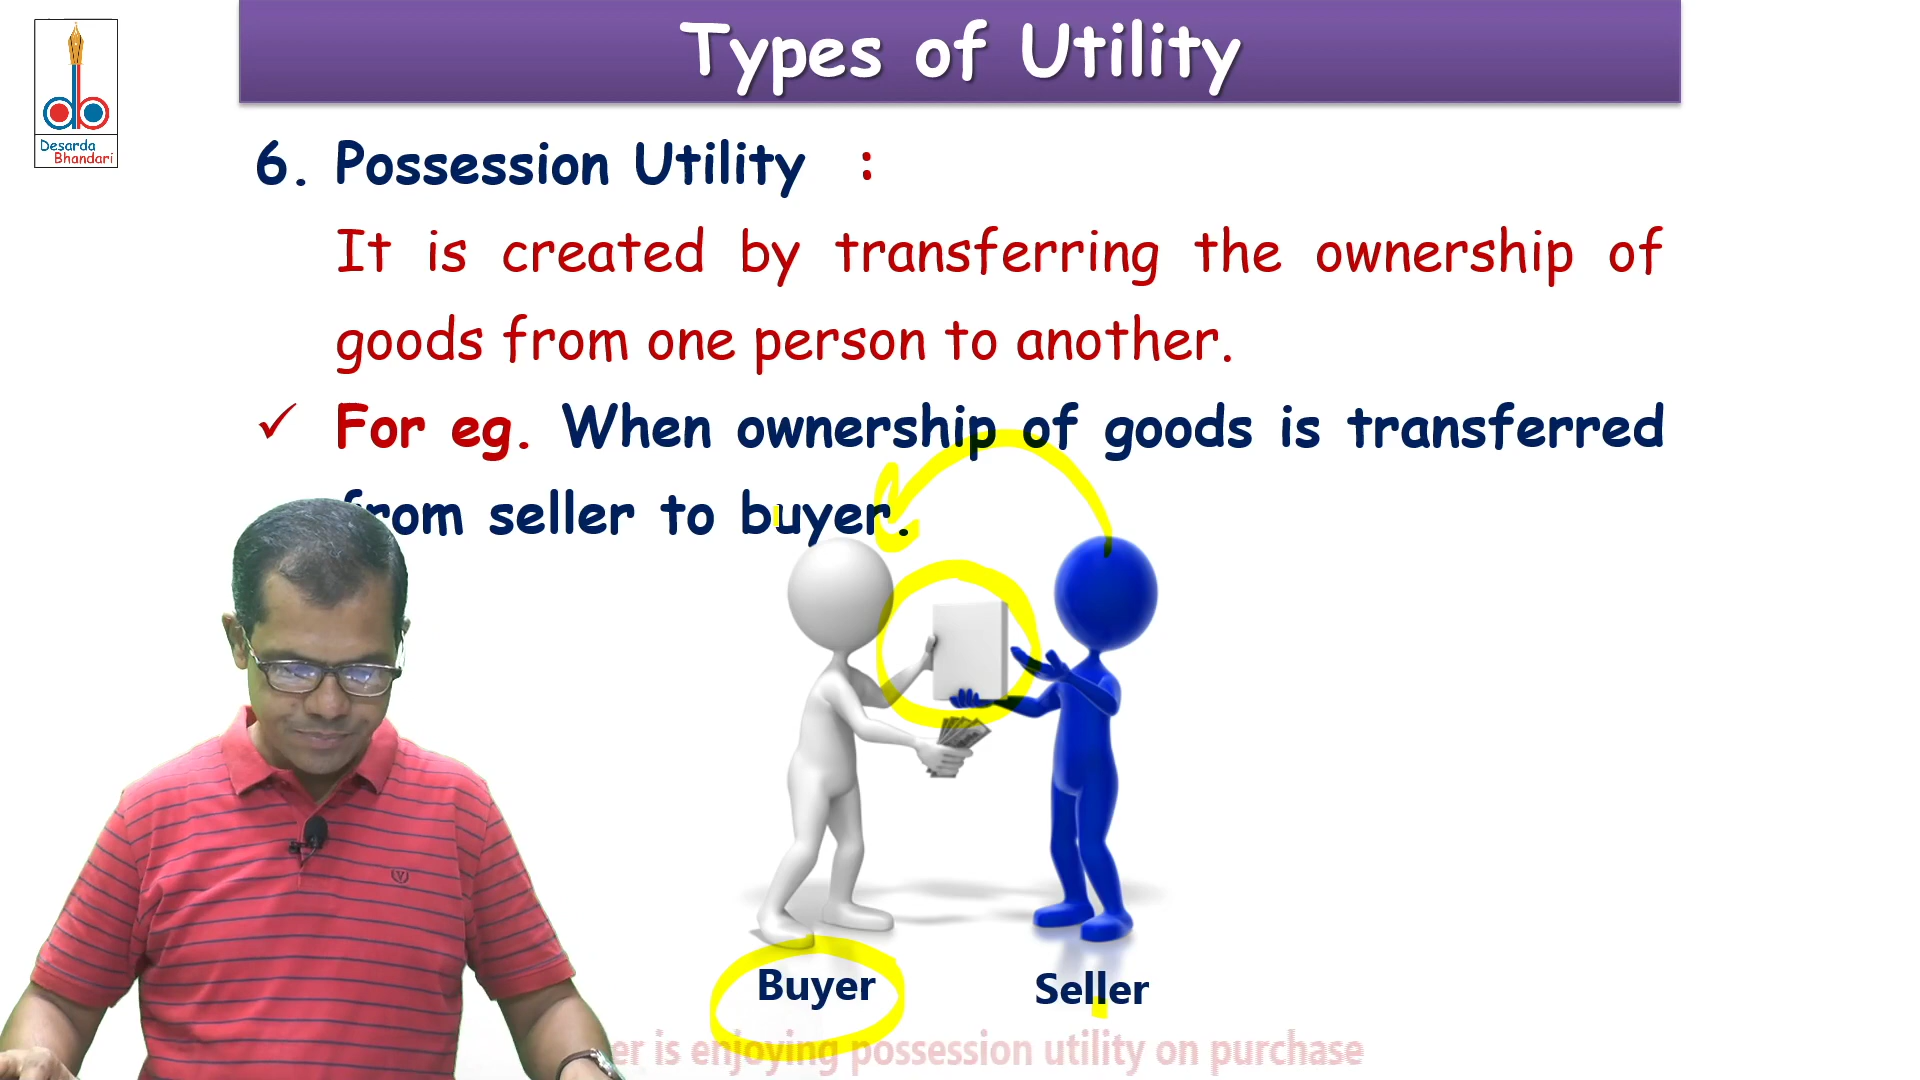 Types of Utility
Desarda
Bhandari
6. Possession Utility :
It is created by transferring the ownership of
goods from one person to another.
For eg. When ownership of goods is transferred
from seller to buyer.
Buyer
Seller
is enjoying possession utility on purchase